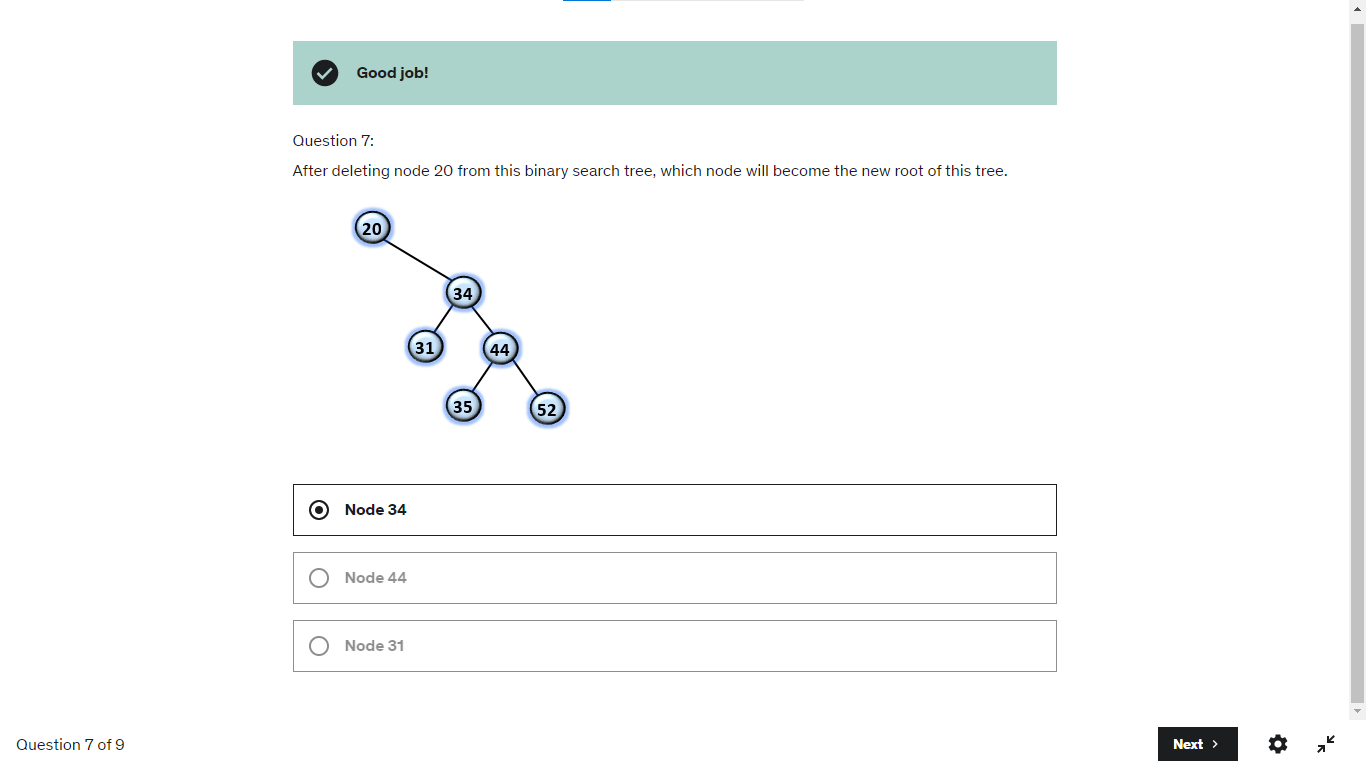 Good job!
Question 7:
After deleting node 20 from this binary search tree, which node will become the new root of this tree.
20
34
31
44
35
52
Node 34
Node 44
Node 31
Question 7 of 9
Next